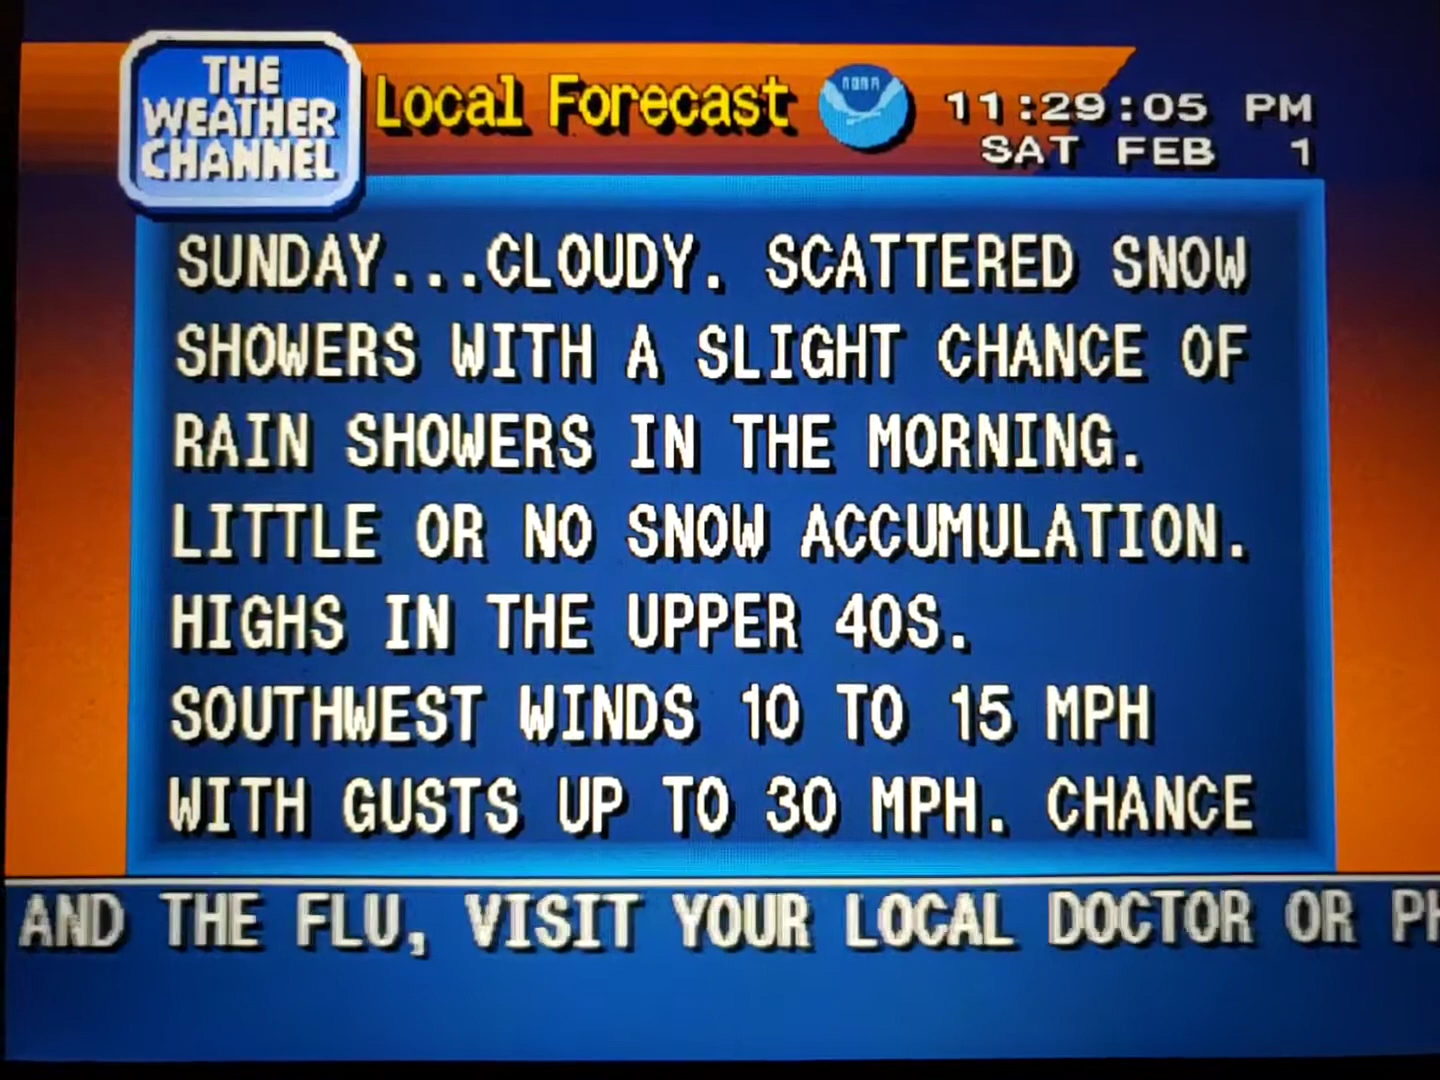 THE
WEATHER
CHANNEL
Local Forecast
NOAA
11:29:05 PM
SAT FEB 1
SUNDAY...CLOUDY. SCATTERED SNOW
SHOWERS WITH A SLIGHT CHANCE OF
RAIN SHOWERS IN THE MORNING.
LITTLE OR NO SNOW ACCUMULATION.
HIGHS IN THE UPPER 40S.
SOUTHWEST WINDS 10 TO 15 MPH
WITH GUSTS UP TO 30 MPH. CHANCE
AND THE FLU, VISIT YOUR LOCAL DOCTOR OR PH